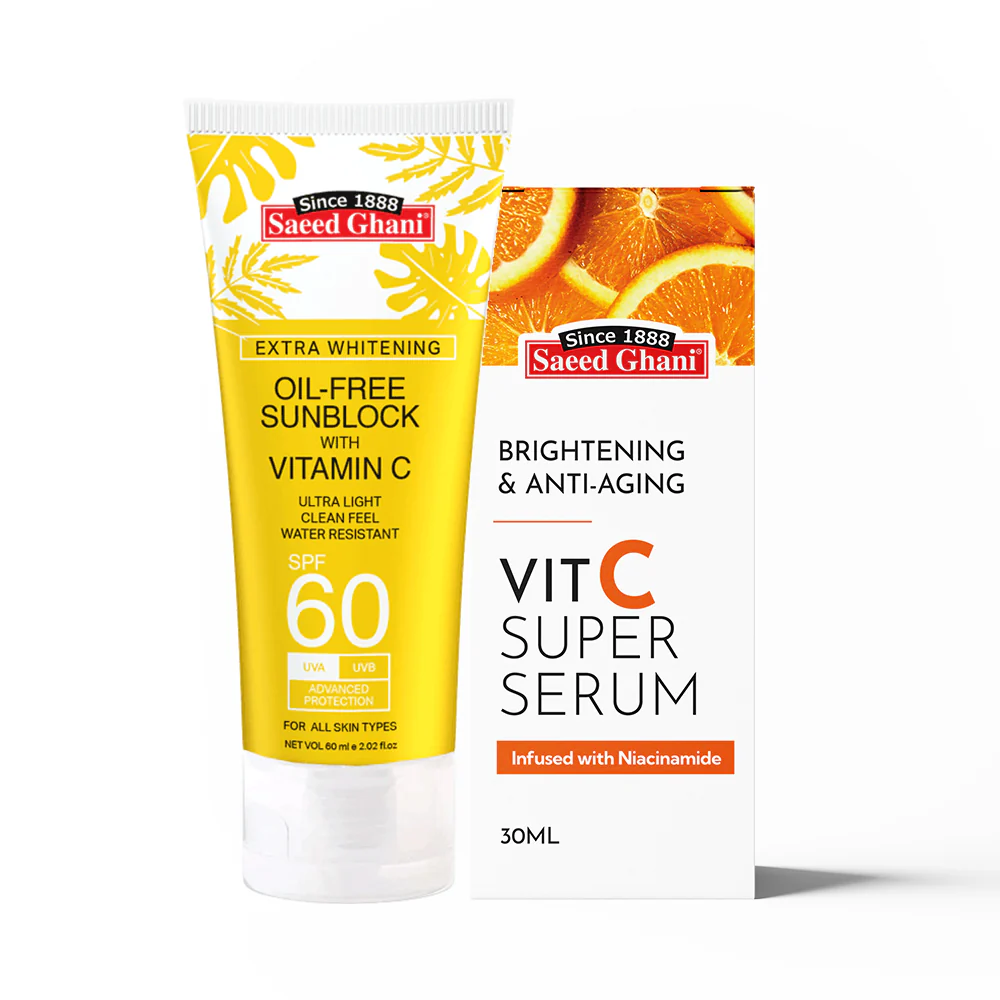 Since 1888
Saeed Ghani®
EXTRA WHITENING
OIL-FREE
SUNBLOCK
WITH
VITAMIN C
ULTRA LIGHT
CLEAN FEEL
WATER RESISTANT
SPF
60
UVA UVB
ADVANCED
PROTECTION
FOR ALL SKIN TYPES
NET VOL 60 ml e 2.02 fl.oz
Since 1888
Saeed Ghani®
BRIGHTENING
& ANTI-AGING
VIT C
SUPER
SERUM
Infused with Niacinamide
30ML